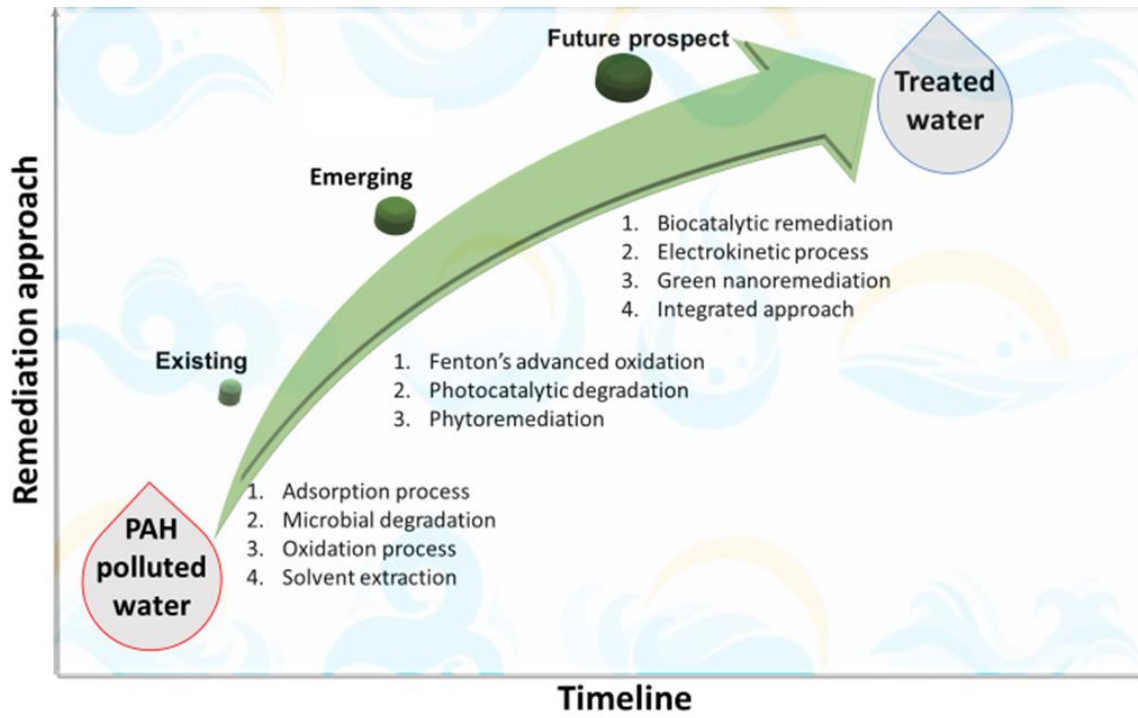 Future prospect
Treated
water
Emerging
1. Biocatalytic remediation
2. Electrokinetic process
3. Green nanoremediation
4. Integrated approach
Existing
1. Fenton’s advanced oxidation
2. Photocatalytic degradation
3. Phytoremediation
1. Adsorption process
2. Microbial degradation
3. Oxidation process
4. Solvent extraction
PAH
polluted
water
Remediation approach
Timeline